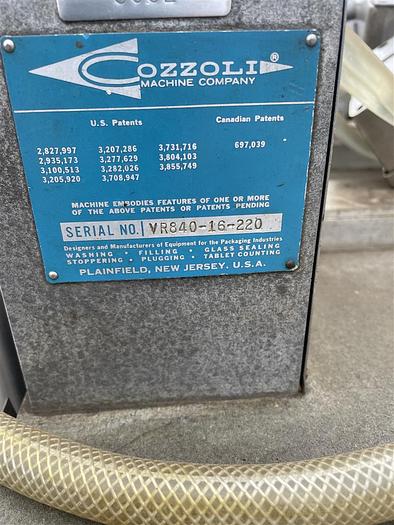 COZZOLI®
MACHINE COMPANY
U.S. Patents Canadian Patents
2,827,997 3,207,286 3,731,716 697,039
2,935,173 3,277,629 3,804,103
3,100,513 3,282,026 3,855,749
3,205,920 3,708,947
MACHINE EMBODIES FEATURES OF ONE OR MORE
OF THE ABOVE PATENTS OR PATENTS PENDING
SERIAL NO. VR840-16-220
Designers and Manufacturers of Equipment for the Packaging Industries
WASHING • FILLING • GLASS SEALING
STOPPERING • PLUGGING • TABLET COUNTING
PLAINFIELD, NEW JERSEY, U.S.A.